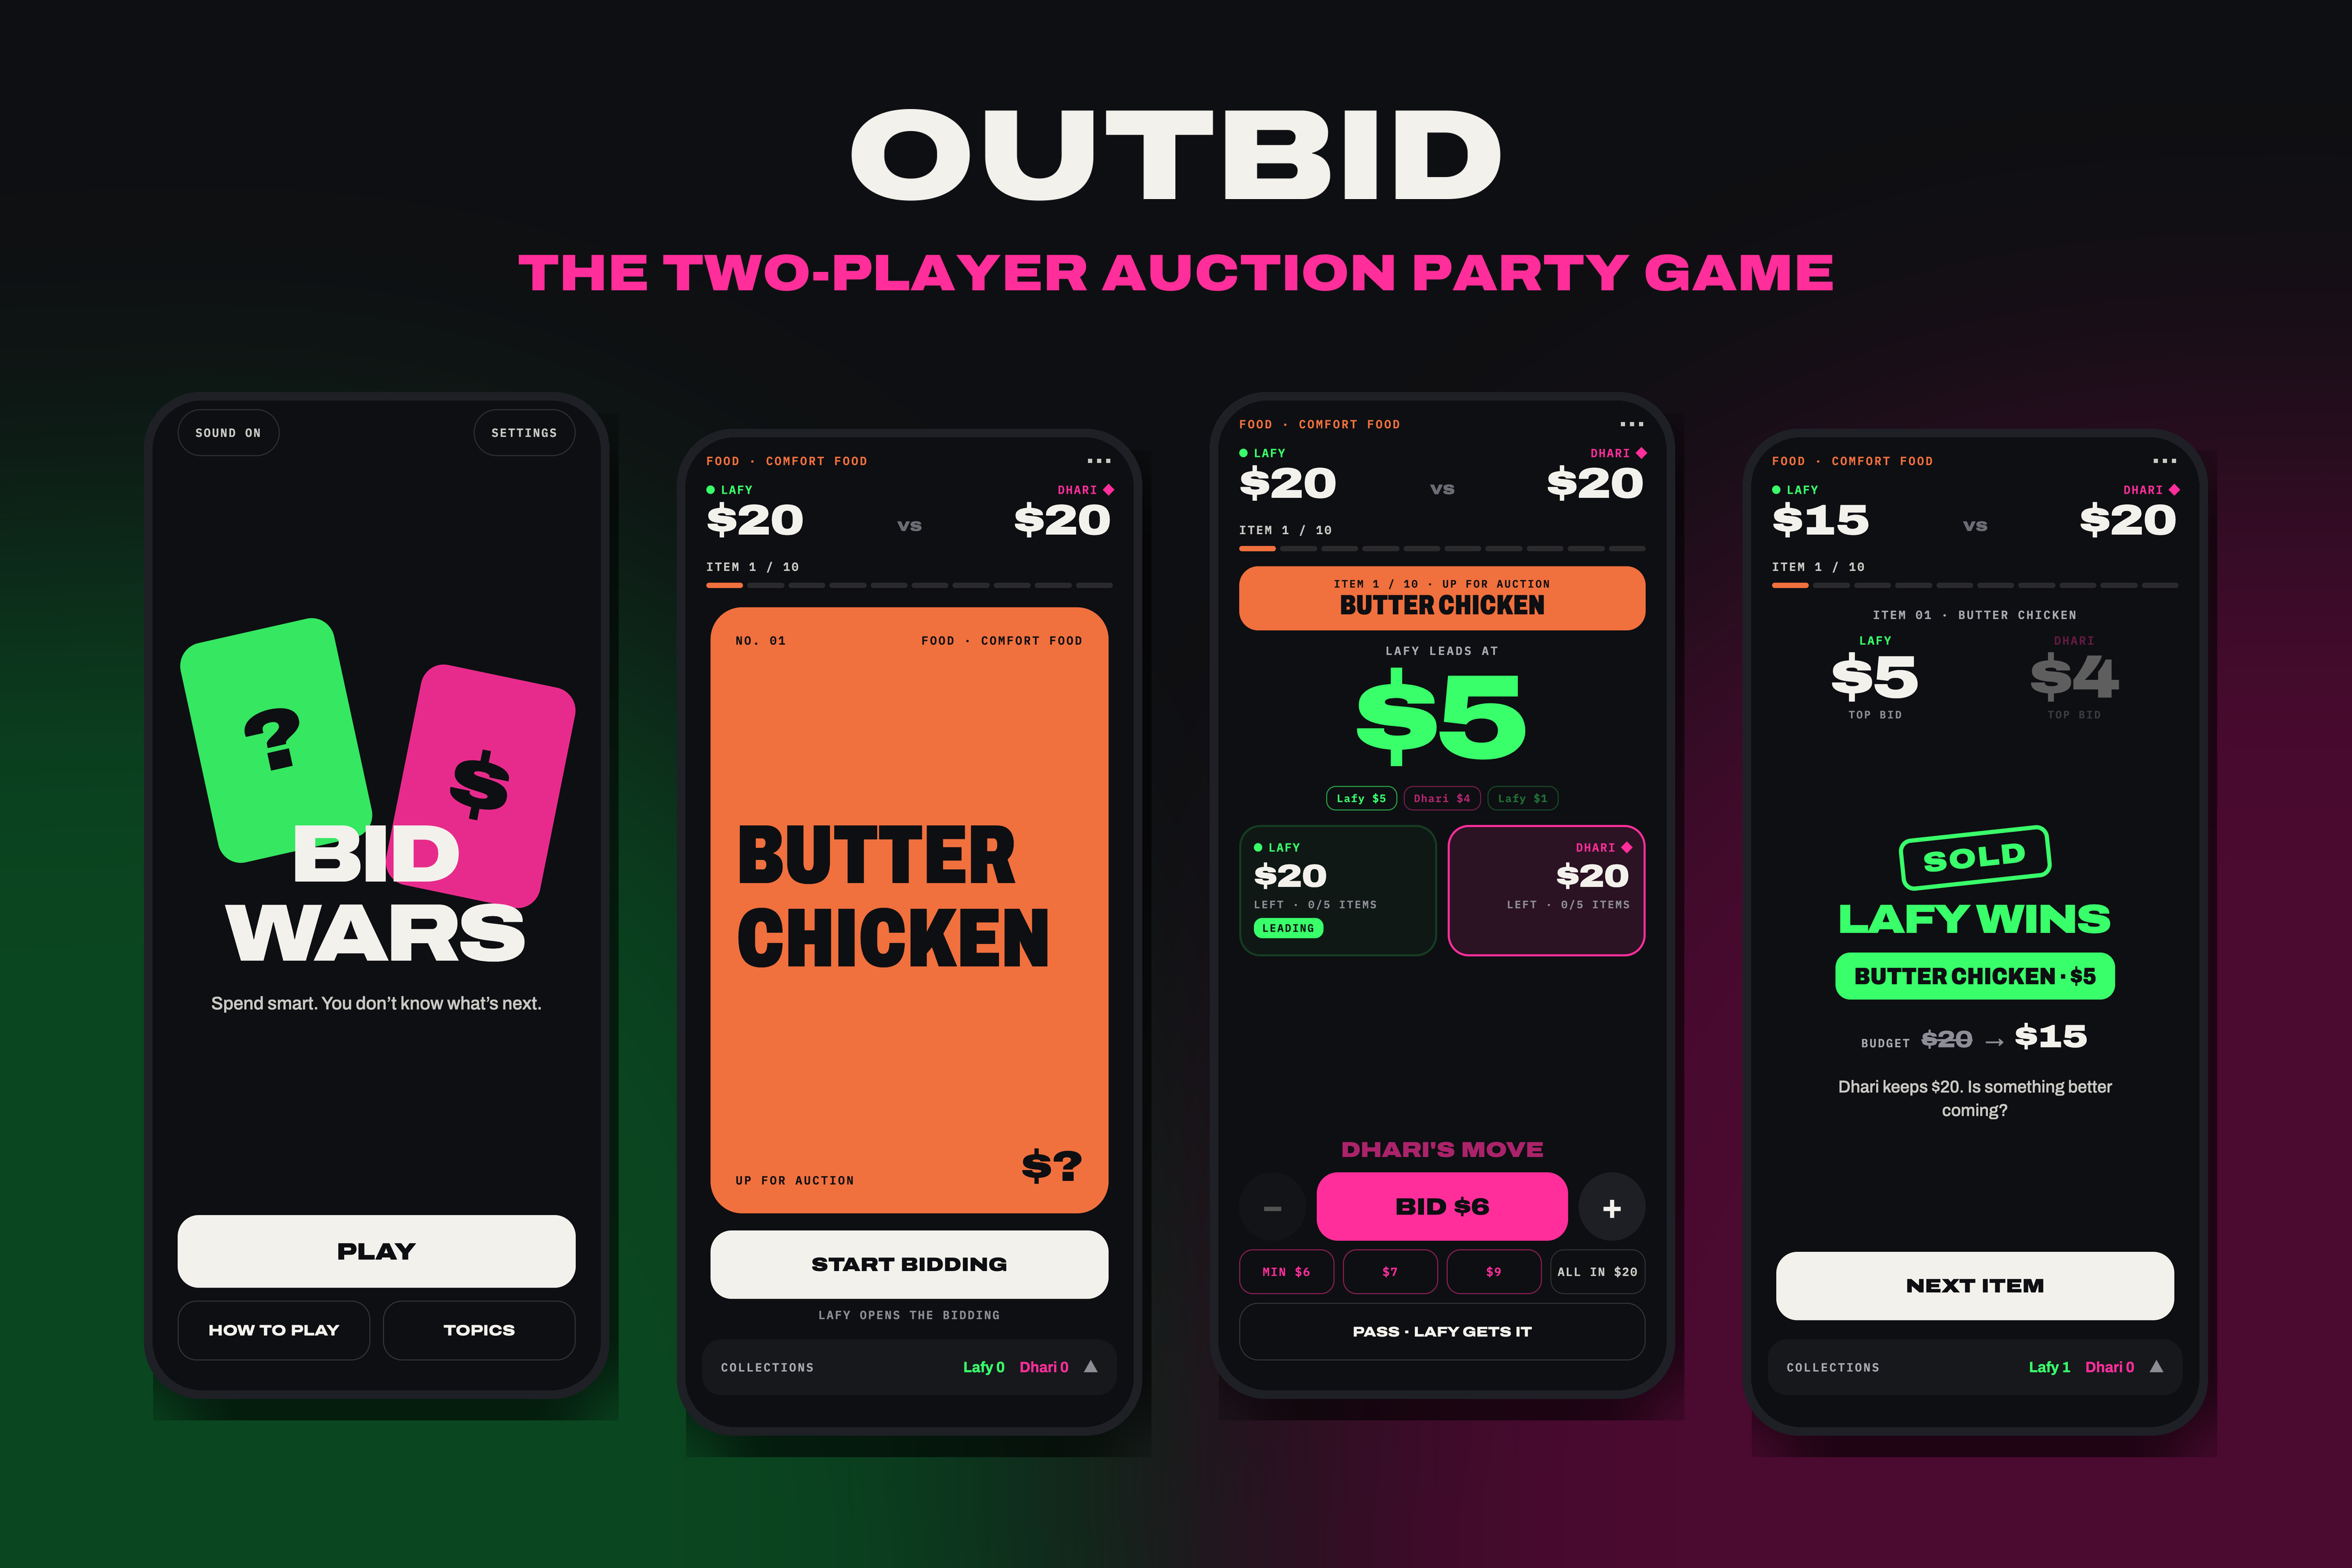 OUTBID
THE TWO-PLAYER AUCTION PARTY GAME
SOUND ON
SETTINGS
?
$
BID
WARS
Spend smart. You don’t know what’s next.
PLAY
HOW TO PLAY
TOPICS
FOOD · COMFORT FOOD
LAFY
DHARI
$20
VS
$20
ITEM 1 / 10
NO. 01
FOOD · COMFORT FOOD
BUTTER
CHICKEN
UP FOR AUCTION
$?
START BIDDING
LAFY OPENS THE BIDDING
COLLECTIONS
Lafy 0
Dhari 0
FOOD · COMFORT FOOD
LAFY
DHARI
$20
VS
$20
ITEM 1 / 10
ITEM 1 / 10 · UP FOR AUCTION
BUTTER CHICKEN
LAFY LEADS AT
$5
Lafy $5
Dhari $4
Lafy $1
LAFY
$20
LEFT · 0/5 ITEMS
LEADING
DHARI
$20
LEFT · 0/5 ITEMS
DHARI'S MOVE
−
BID $6
+
MIN $6
$7
$9
ALL IN $20
PASS · LAFY GETS IT
FOOD · COMFORT FOOD
LAFY
DHARI
$15
VS
$20
ITEM 1 / 10
ITEM 01 · BUTTER CHICKEN
LAFY
$5
TOP BID
DHARI
$4
TOP BID
SOLD
LAFY WINS
BUTTER CHICKEN · $5
BUDGET $20 → $15
Dhari keeps $20. Is something better
coming?
NEXT ITEM
COLLECTIONS
Lafy 1
Dhari 0